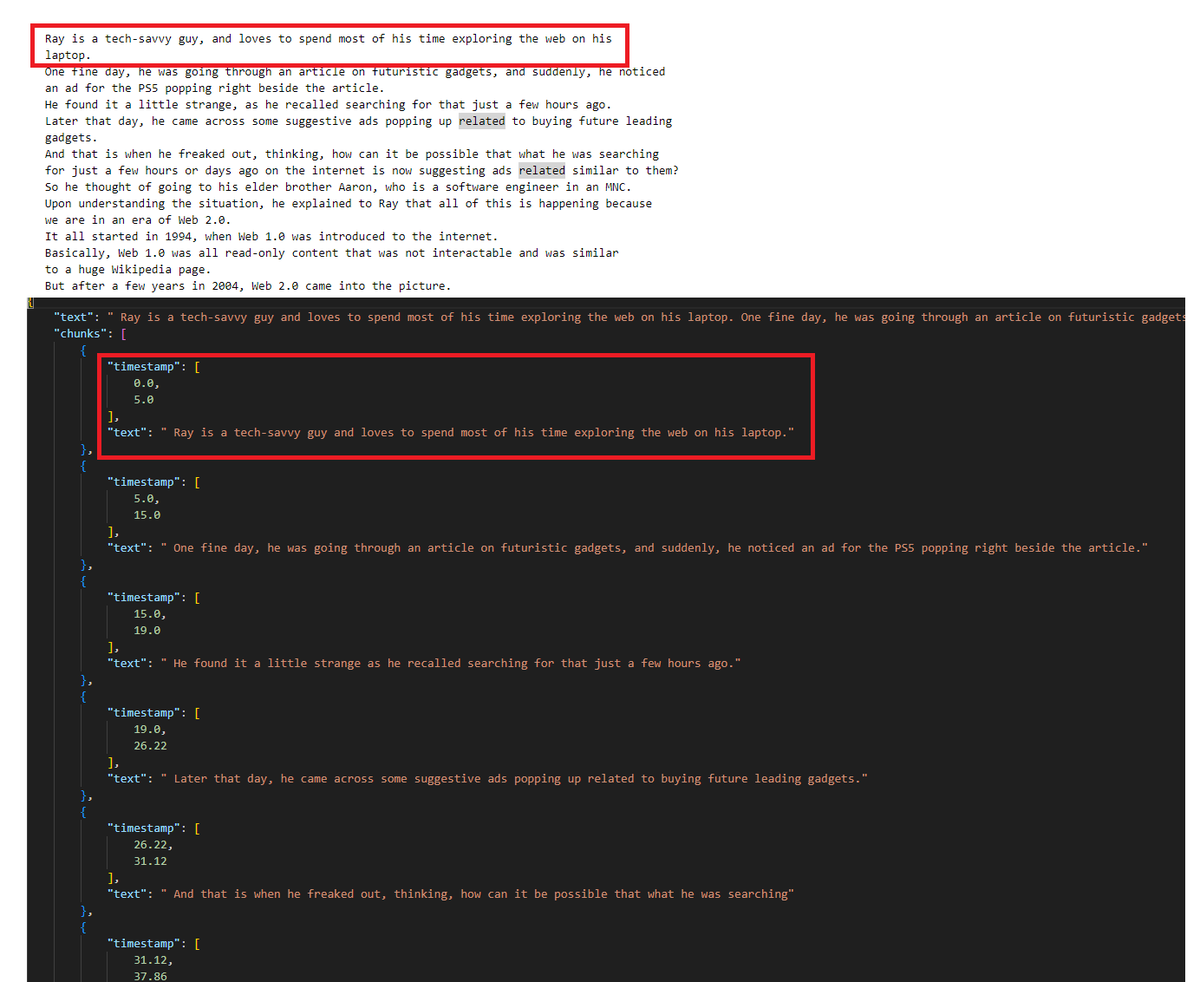 Ray is a tech-savvy guy, and loves to spend most of his time exploring the web on his
laptop.
One fine day, he was going through an article on futuristic gadgets, and suddenly, he noticed
an ad for the PS5 popping right beside the article.
He found it a little strange, as he recalled searching for that just a few hours ago.
Later that day, he came across some suggestive ads popping up related to buying future leading
gadgets.
And that is when he freaked out, thinking, how can it be possible that what he was searching
for just a few hours or days ago on the internet is now suggesting ads related similar to them?
So he thought of going to his elder brother Aaron, who is a software engineer in an MNC.
Upon understanding the situation, he explained to Ray that all of this is happening because
we are in an era of Web 2.0.
It all started in 1994, when Web 1.0 was introduced to the internet.
Basically, Web 1.0 was all read-only content that was not interactable and was similar
to a huge Wikipedia page.
But after a few years in 2004, Web 2.0 came into the picture.
{
"text": " Ray is a tech-savvy guy and loves to spend most of his time exploring the web on his laptop. One fine day, he was going through an article on futuristic gadgets
"chunks": [
{
"timestamp": [
0.0,
5.0
],
"text": " Ray is a tech-savvy guy and loves to spend most of his time exploring the web on his laptop."
},
{
"timestamp": [
5.0,
15.0
],
"text": " One fine day, he was going through an article on futuristic gadgets, and suddenly, he noticed an ad for the PS5 popping right beside the article."
},
{
"timestamp": [
15.0,
19.0
],
"text": " He found it a little strange as he recalled searching for that just a few hours ago."
},
{
"timestamp": [
19.0,
26.22
],
"text": " Later that day, he came across some suggestive ads popping up related to buying future leading gadgets."
},
{
"timestamp": [
26.22,
31.12
],
"text": " And that is when he freaked out, thinking, how can it be possible that what he was searching"
},
{
"timestamp": [
31.12,
37.86